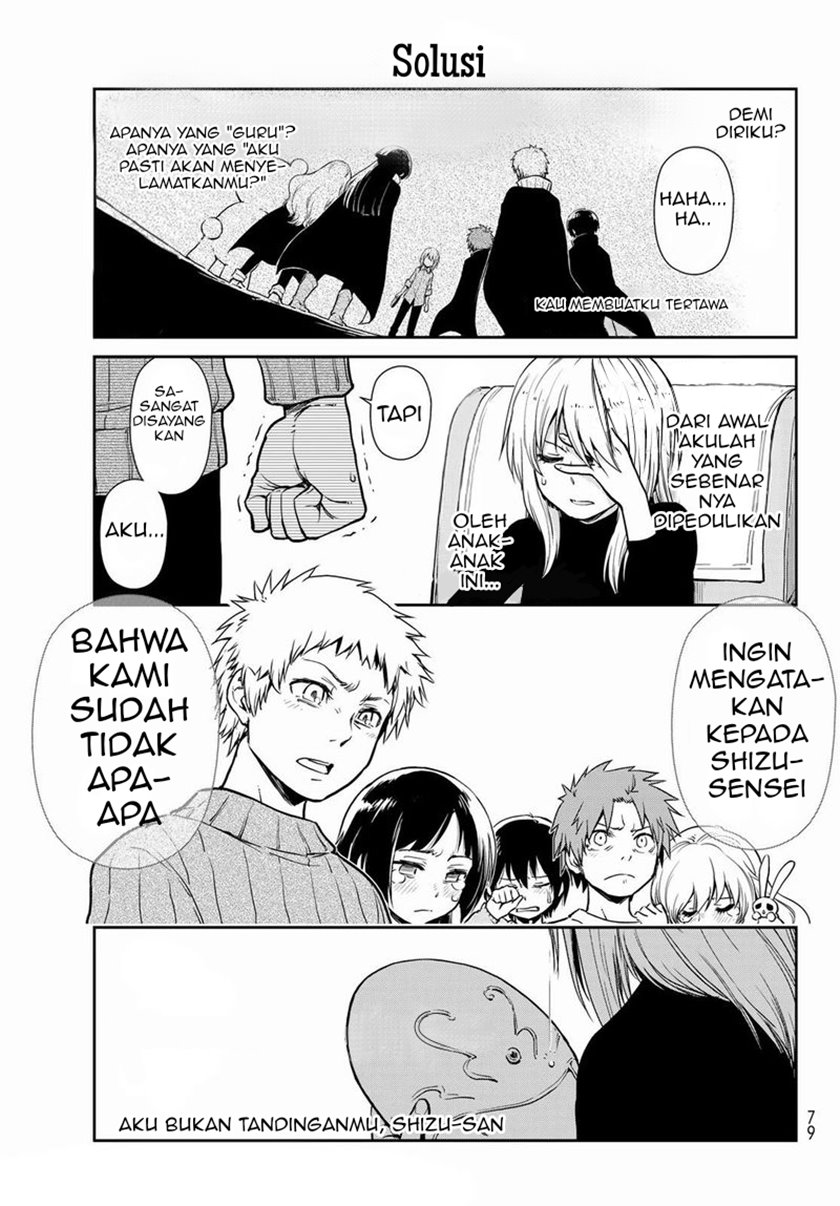 Solusi
DEMI
DIRIKU?
HAHA...
HA..
KAU MEMBUATKU TERTAWA
APANYA YANG "GURU"?
APANYA YANG "AKU
PASTI AKAN MENYE-
LAMATKANMU?"
DARI AWAL
AKULAH
YANG
SEBENAR
NYA
DIPEDULIKAN
OLEH
ANAK-
ANAK
INI...
TAPI
SA-
SANGAT
DISAYANG
KAN
AKU...
INGIN
MENGATA-
KAN
KEPADA
SHIZU-
SENSEI
BAHWA
KAMI
SUDAH
TIDAK
APA-
APA
AKU BUKAN TANDINGANMU, SHIZU-SAN
79